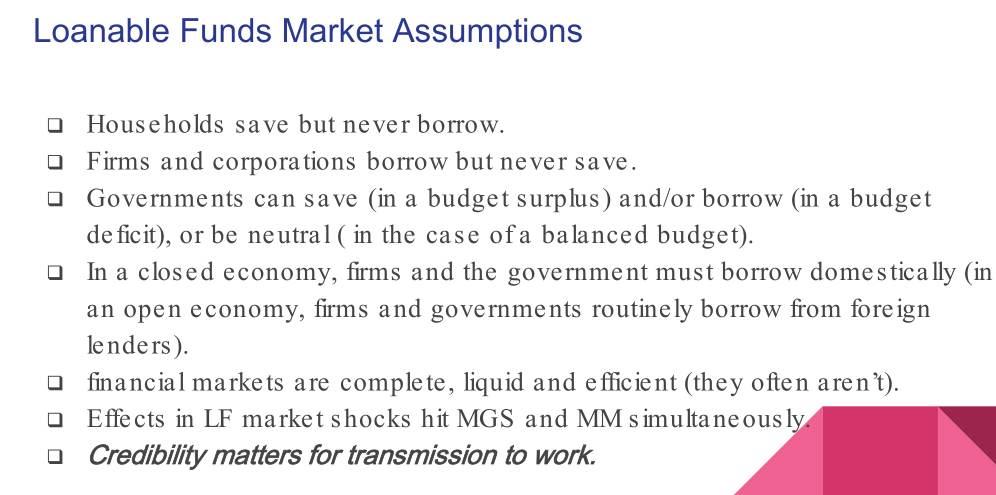 Loanable Funds Market Assumptions
❑ Households save but never borrow.
❑ Firms and corporations borrow but never save.
❑ Governments can save (in a budget surplus) and/or borrow (in a budget
deficit), or be neutral ( in the case of a balanced budget).
❑ In a closed economy, firms and the government must borrow domestically (in
an open economy, firms and governments routinely borrow from foreign
lenders).
❑ financial markets are complete, liquid and efficient (they often aren’t).
❑ Effects in LF market shocks hit MGS and MM simultaneously.
❑ Credibility matters for transmission to work.